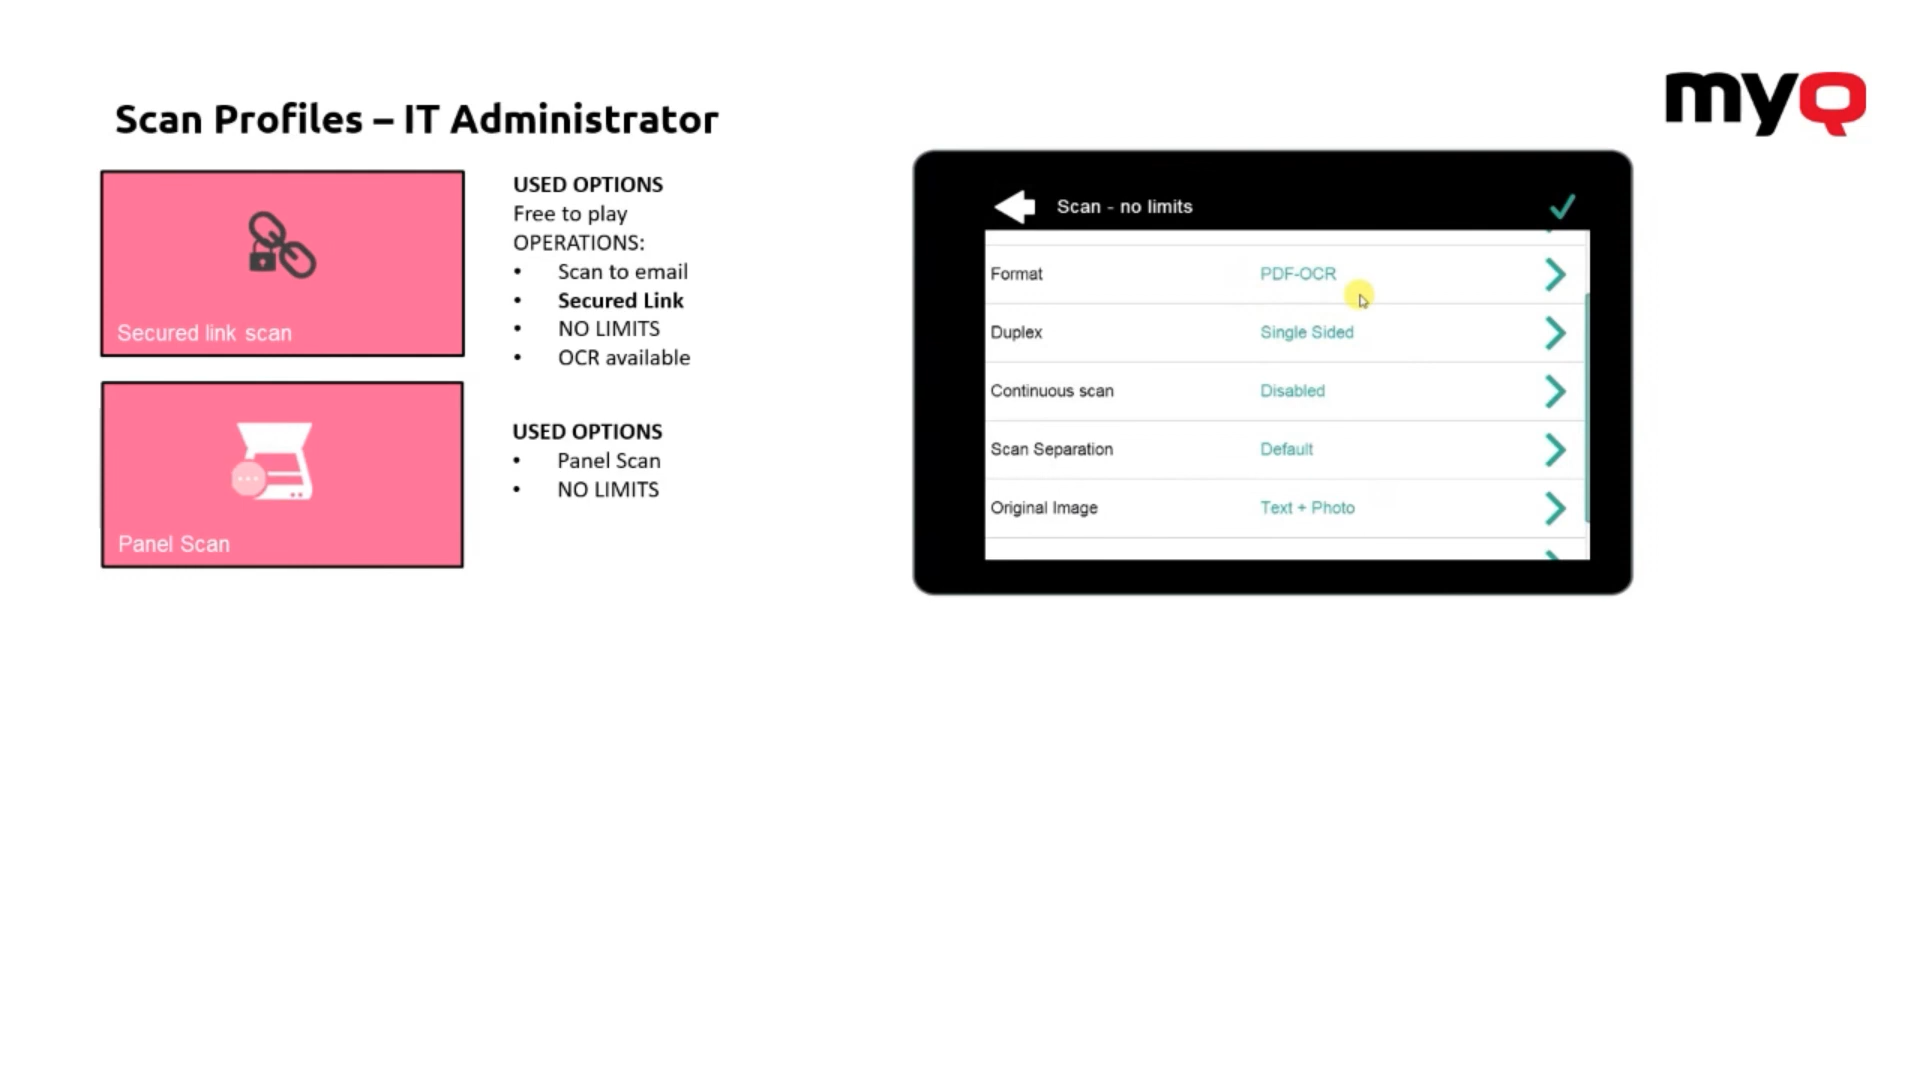 myQ
Scan Profiles – IT Administrator
Secured link scan
USED OPTIONS
Free to play
OPERATIONS:
• Scan to email
• Secured Link
• NO LIMITS
• OCR available
Panel Scan
USED OPTIONS
• Panel Scan
• NO LIMITS
Scan - no limits
Format PDF-OCR
Duplex Single Sided
Continuous scan Disabled
Scan Separation Default
Original Image Text + Photo